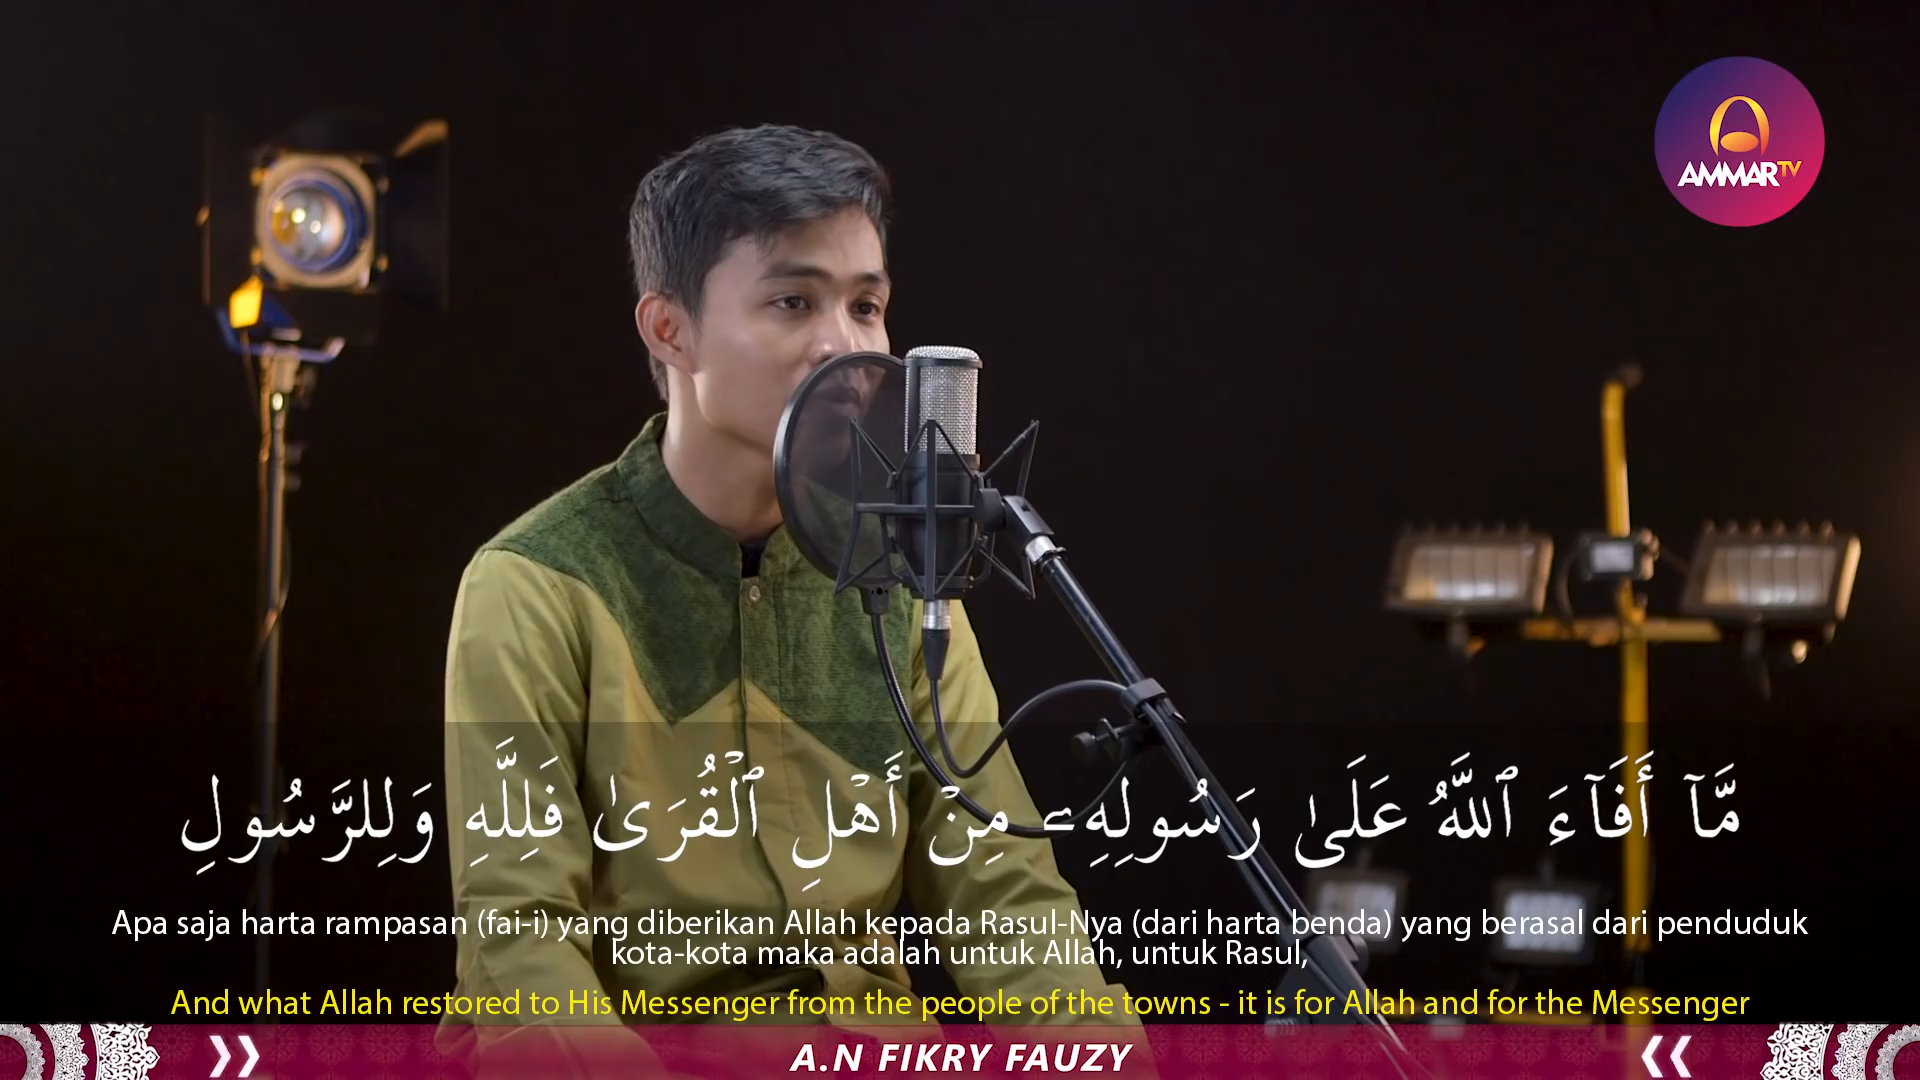 AMMARTV
مَّآ أَفَآءَ ٱللَّهُ عَلَىٰ رَسُولِهِۦ مِنْ أَهْلِ ٱلْقُرَىٰ فَلِلَّهِ وَلِلرَّسُولِ
Apa saja harta rampasan (fai-i) yang diberikan Allah kepada Rasul-Nya (dari harta benda) yang berasal dari penduduk
kota-kota maka adalah untuk Allah, untuk Rasul,
And what Allah restored to His Messenger from the people of the towns - it is for Allah and for the Messenger
A.N FIKRY FAUZY